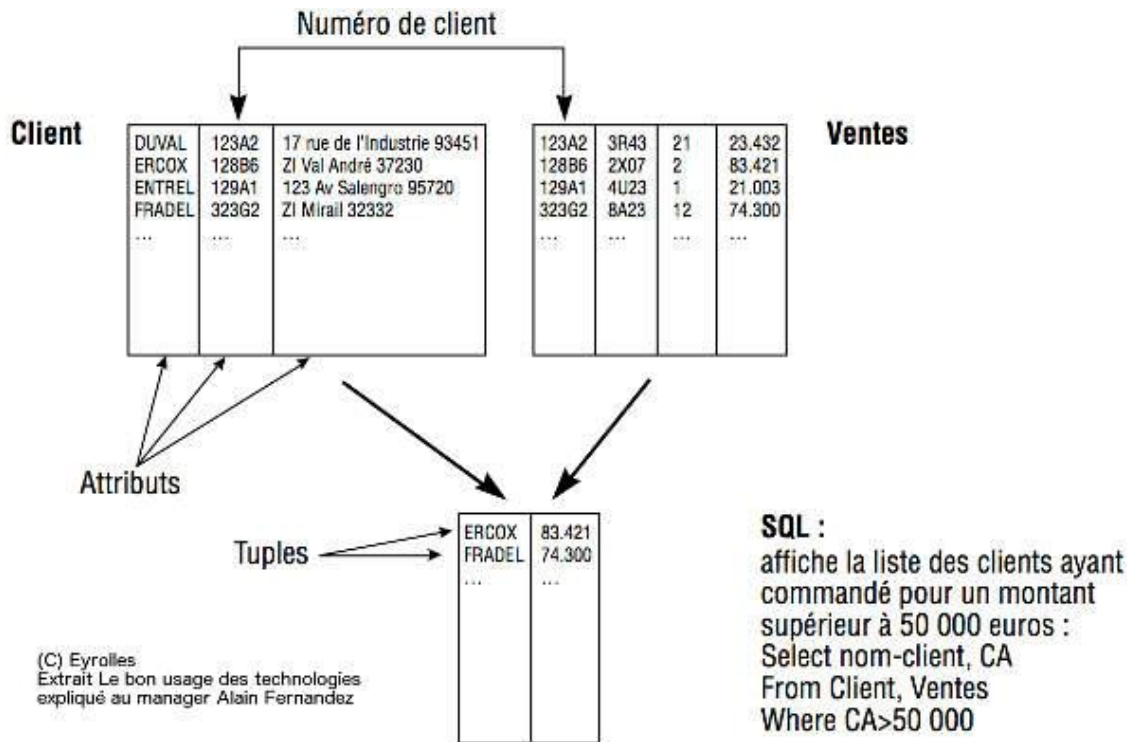 Numéro de client
Client
DUVAL 123A2 17 rue de l'Industrie 93451
ERCOX 128B6 ZI Val André 37230
ENTREL 129A1 123 Av Salengro 95720
FRADEL 323G2 ZI Mirail 32332
... ... ...
123A2 3R43 21 23.432
128B6 2X07 2 83.421
129A1 4U23 1 21.003
323G2 8A23 12 74.300
... ... ... ...
Ventes
Attributs
Tuples
ERCOX 83.421
FRADEL 74.300
... ...
SQL :
affiche la liste des clients ayant
commandé pour un montant
supérieur à 50 000 euros :
Select nom-client, CA
From Client, Ventes
Where CA>50 000
(C) Eyrolles
Extrait Le bon usage des technologies
expliqué au manager Alain Fernandez